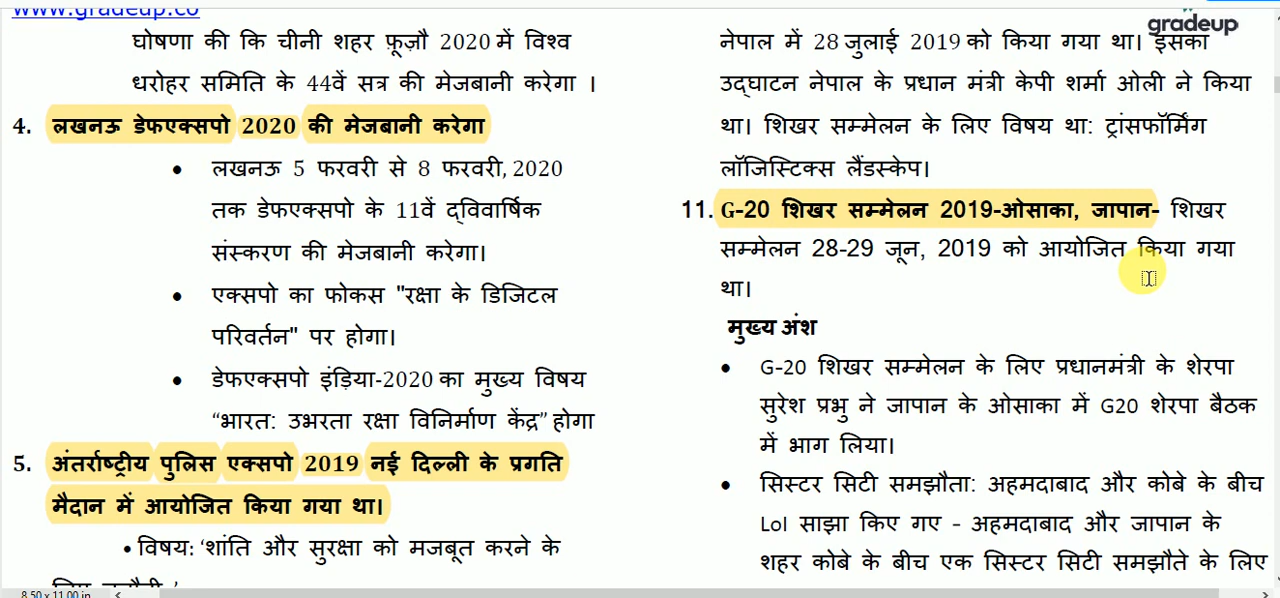 www.gradeup.co
gradeup
घोषणा की कि चीनी शहर फ़ूज़ौ 2020 में विश्व
धरोहर समिति के 44वें सत्र की मेजबानी करेगा ।
4. लखनऊ डेफएक्सपो 2020 की मेजबानी करेगा
• लखनऊ 5 फरवरी से 8 फरवरी, 2020
तक डेफएक्सपो के 11वें द्विवार्षिक
संस्करण की मेजबानी करेगा।
• एक्सपो का फोकस "रक्षा के डिजिटल
परिवर्तन" पर होगा।
• डेफएक्सपो इंड़िया-2020 का मुख्य विषय
“भारत: उभरता रक्षा विनिर्माण केंद्र” होगा
5. अंतर्राष्ट्रीय पुलिस एक्सपो 2019 नई दिल्ली के प्रगति
मैदान में आयोजित किया गया था।
• विषय: ‘शांति और सुरक्षा को मजबूत करने के
नेपाल में 28 जुलाई 2019 को किया गया था। इसका
उद्घाटन नेपाल के प्रधान मंत्री केपी शर्मा ओली ने किया
था। शिखर सम्मेलन के लिए विषय था: ट्रांसफॉर्मिंग
लॉजिस्टिक्स लैंडस्केप।
11. G-20 शिखर सम्मेलन 2019-ओसाका, जापान- शिखर
सम्मेलन 28-29 जून, 2019 को आयोजित किया गया
था।
मुख्य अंश
• G-20 शिखर सम्मेलन के लिए प्रधानमंत्री के शेरपा
सुरेश प्रभु ने जापान के ओसाका में G20 शेरपा बैठक
में भाग लिया।
• सिस्टर सिटी समझौता: अहमदाबाद और कोबे के बीच
LoI साझा किए गए - अहमदाबाद और जापान के
शहर कोबे के बीच एक सिस्टर सिटी समझौते के लिए
8.50 x 11.00 in